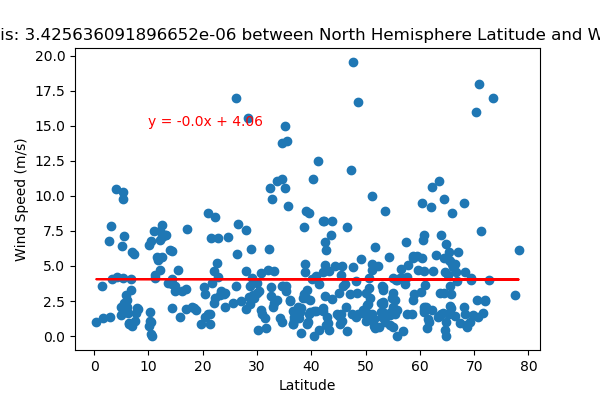 is: 3.425636091896652e-06 between North Hemisphere Latitude and W
20.0
17.5
15.0
12.5
10.0
7.5
5.0
2.5
0.0
Wind Speed (m/s)
y = -0.0x + 4.06
0 10 20 30 40 50 60 70 80
Latitude